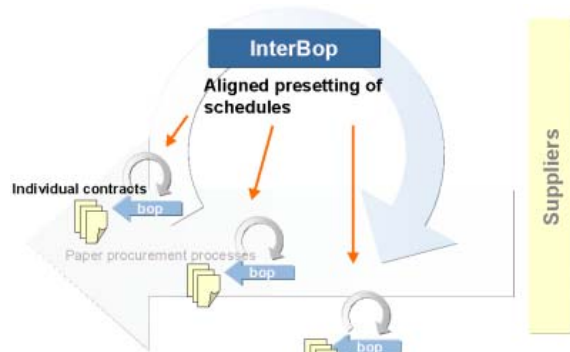 InterBop
Aligned presetting of
schedules
Suppliers
Individual contracts
bop
Paper procurement processes
bop
bop